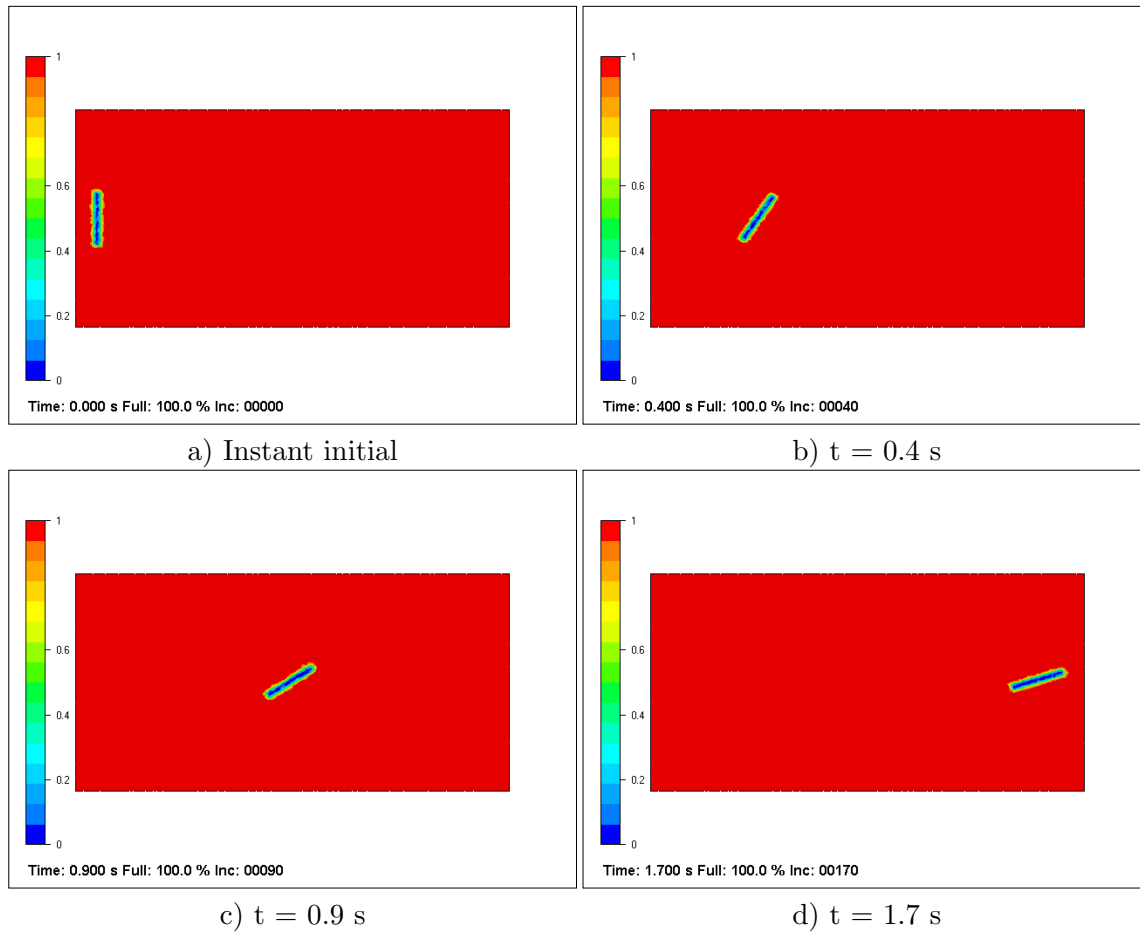 1
0.6
0.4
0.2
0
Time: 0.000 s Full: 100.0 % Inc: 00000
a) Instant initial
1
0.6
0.4
0.2
0
Time: 0.400 s Full: 100.0 % Inc: 00040
b) t = 0.4 s
1
0.6
0.4
0.2
0
Time: 0.900 s Full: 100.0 % Inc: 00090
c) t = 0.9 s
1
0.6
0.4
0.2
0
Time: 1.700 s Full: 100.0 % Inc: 00170
d) t = 1.7 s